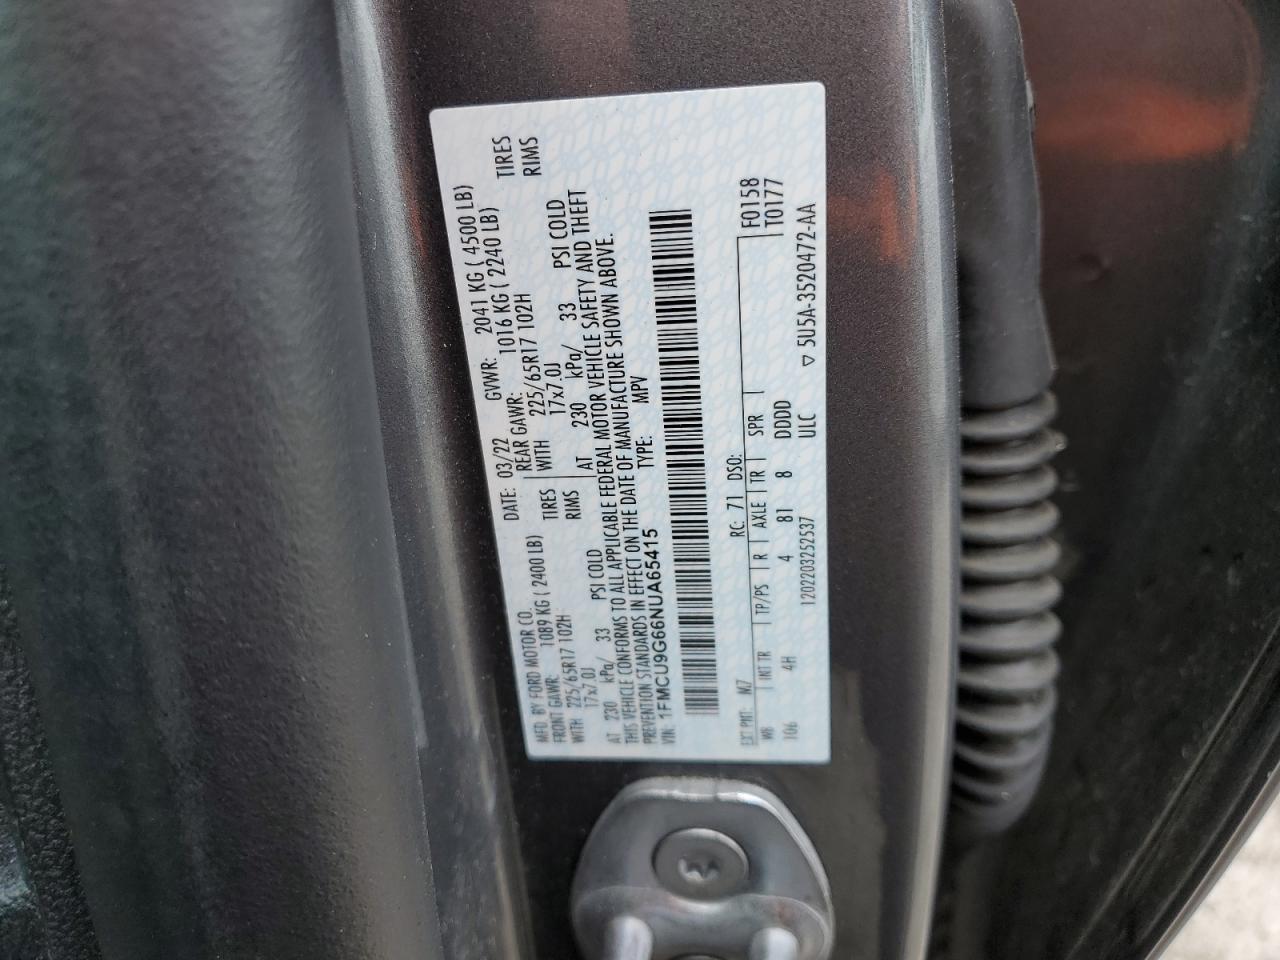 MFD. BY FORD MOTOR CO.
DATE: 03/22 GVWR: 2041 KG ( 4500 LB)
FRONT GAWR: 1089 KG ( 2400 LB) REAR GAWR: 1016 KG ( 2240 LB)
WITH 225/65R17 102H TIRES WITH 225/65R17 102H TIRES
17x7.0J RIMS 17x7.0J RIMS
AT 230 kPa/ 33 PSI COLD AT 230 kPa/ 33 PSI COLD
THIS VEHICLE CONFORMS TO ALL APPLICABLE FEDERAL MOTOR VEHICLE SAFETY AND THEFT
PREVENTION STANDARDS IN EFFECT ON THE DATE OF MANUFACTURE SHOWN ABOVE.
VIN: 1FMCU9G66NUA65415 TYPE: MPV
F0158
T0177
EXT PNT: M7 RC: 71 DSO:
WB INT TR TP/PS R AXLE TR SPR
106 4H 4 81 8 DDDD
1202203252537 ULC ▽ 5U5A-3520472-AA